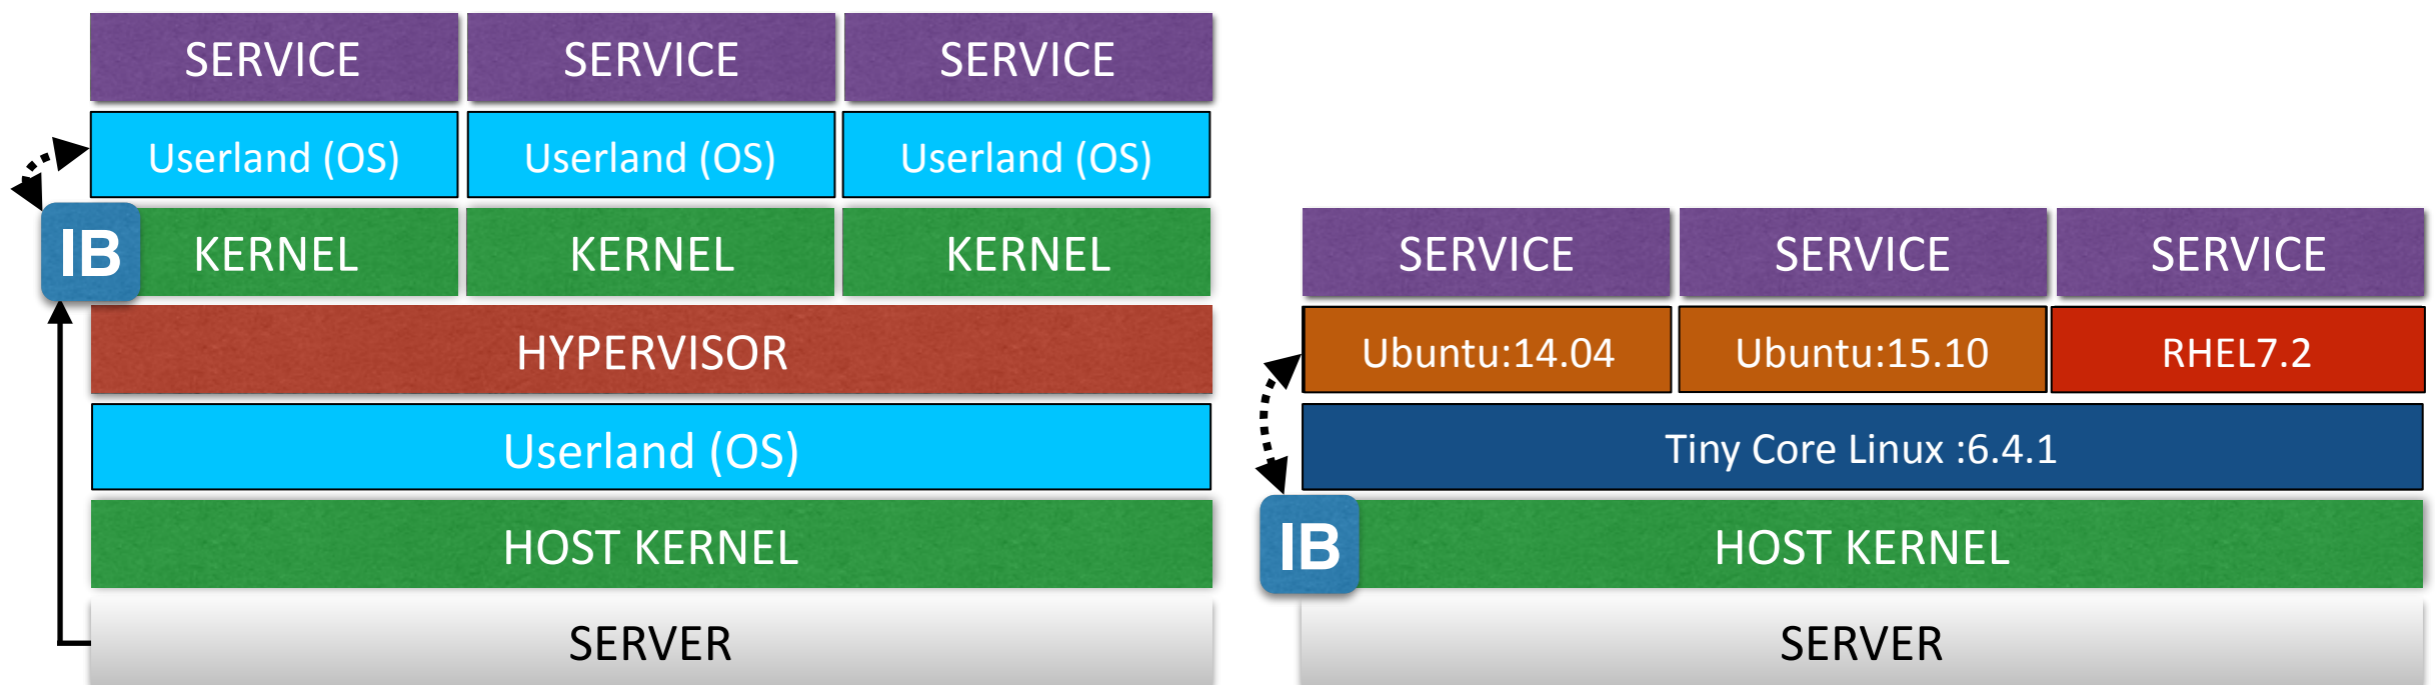 SERVICE SERVICE SERVICE
Userland (OS) Userland (OS) Userland (OS)
IB KERNEL KERNEL KERNEL
HYPERVISOR
Userland (OS)
HOST KERNEL
SERVER
SERVICE SERVICE SERVICE
Ubuntu:14.04 Ubuntu:15.10 RHEL7.2
Tiny Core Linux :6.4.1
IB HOST KERNEL
SERVER